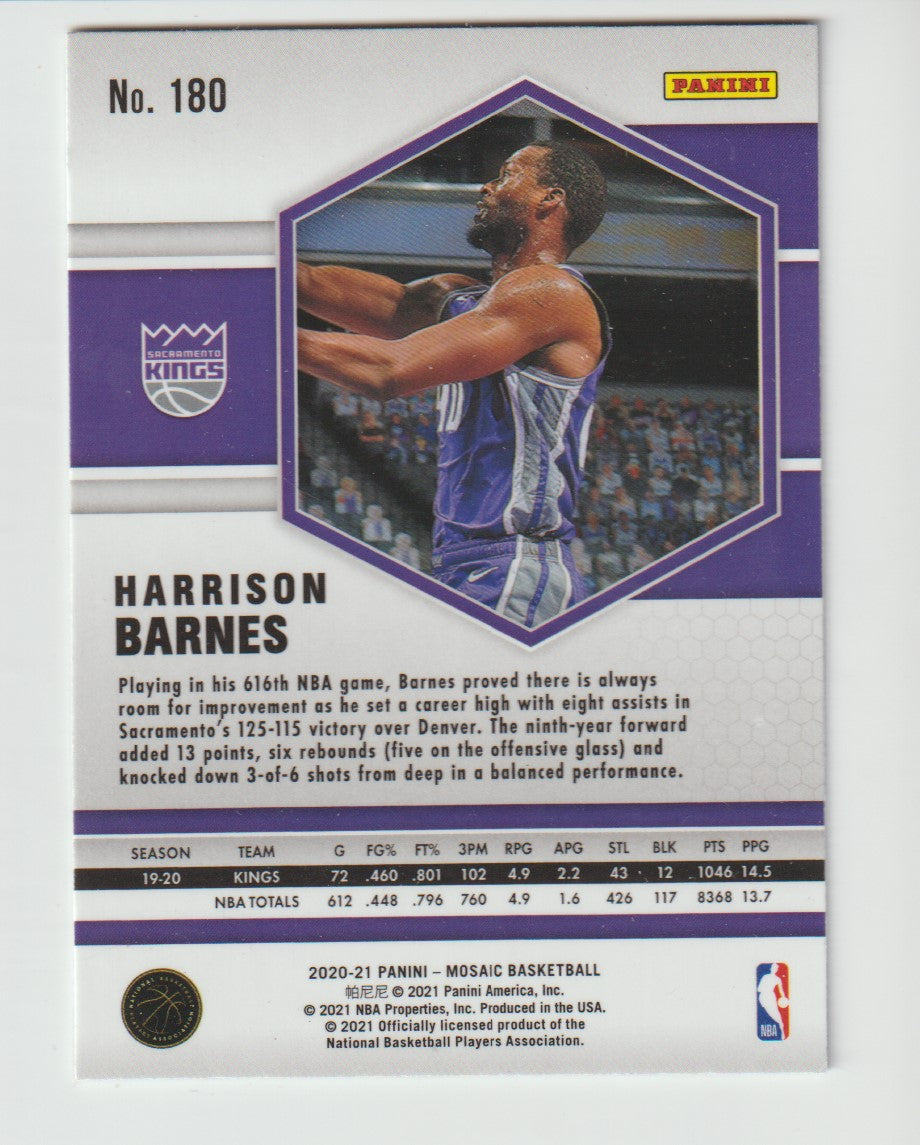 No. 180
PANINI
SACRAMENTO
KINGS
HARRISON
BARNES
Playing in his 616th NBA game, Barnes proved there is always
room for improvement as he set a career high with eight assists in
Sacramento's 125-115 victory over Denver. The ninth-year forward
added 13 points, six rebounds (five on the offensive glass) and
knocked down 3-of-6 shots from deep in a balanced performance.
SEASON TEAM G FG% FT% 3PM RPG APG STL BLK PTS PPG
19-20 KINGS 72 .460 .801 102 4.9 2.2 43 12 1046 14.5
NBA TOTALS 612 .448 .796 760 4.9 1.6 426 117 8368 13.7
2020-21 PANINI – MOSAIC BASKETBALL
帕尼尼 © 2021 Panini America, Inc.
© 2021 NBA Properties, Inc. Produced in the USA.
© 2021 Officially licensed product of the
National Basketball Players Association.
NATIONAL BASKETBALL PLAYERS ASSOCIATION
NBA